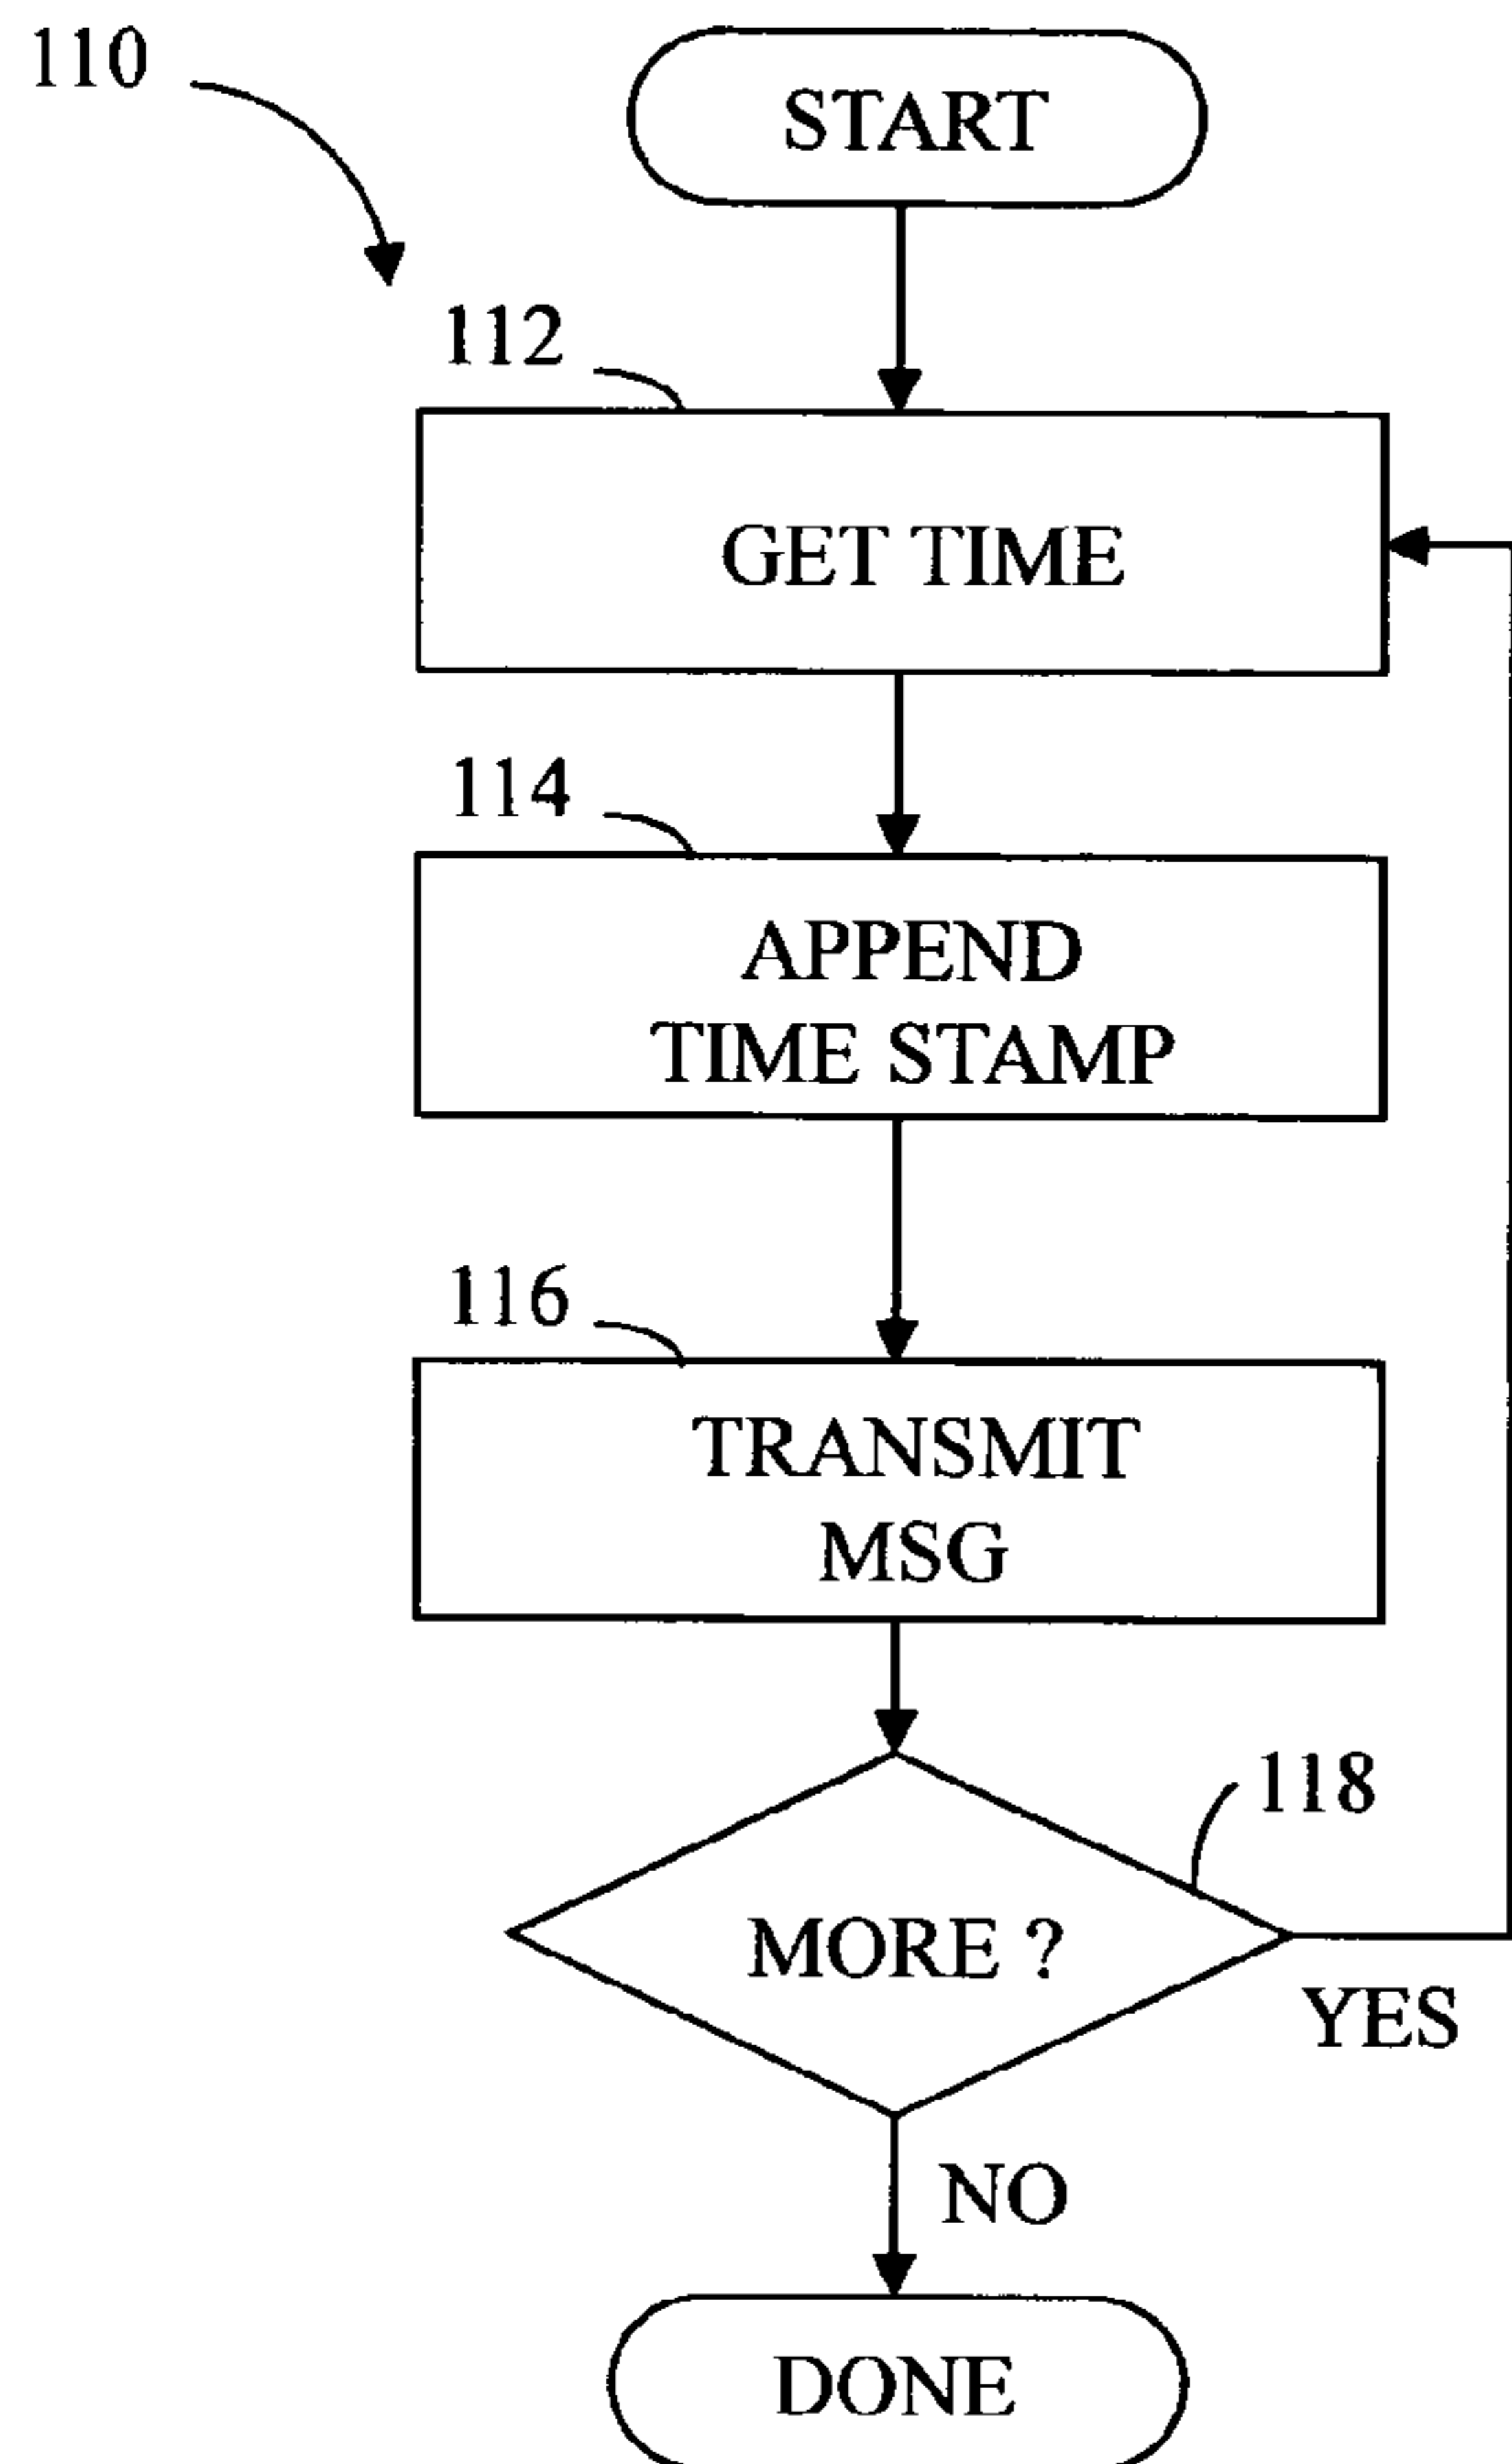 110
START
112
GET TIME
114
APPEND
TIME STAMP
116
TRANSMIT
MSG
118
MORE ?
YES
NO
DONE